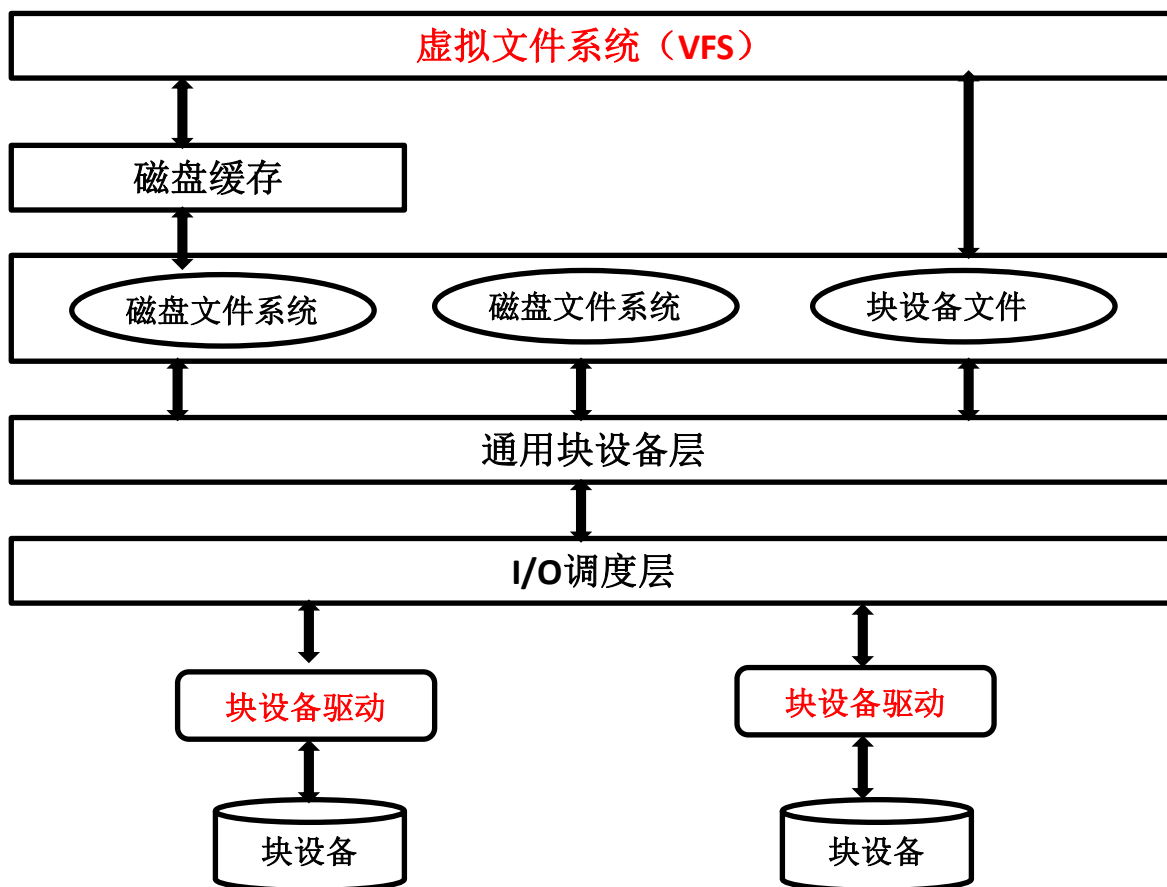 虚拟文件系统（VFS）
磁盘缓存
磁盘文件系统
磁盘文件系统
块设备文件
通用块设备层
I/O调度层
块设备驱动
块设备驱动
块设备
块设备